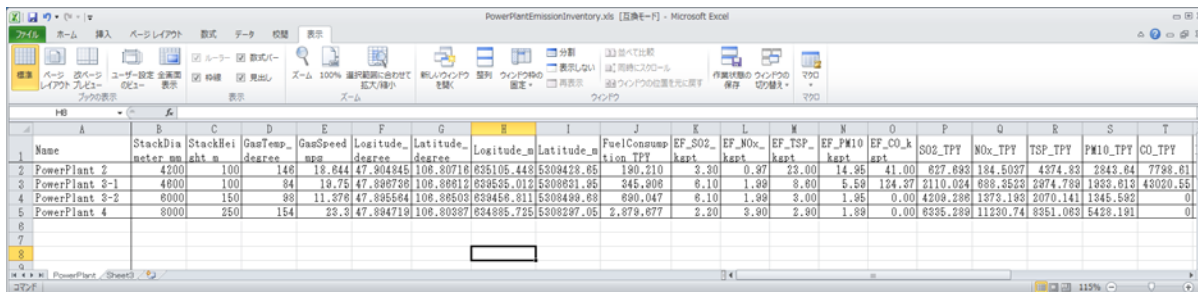 PowerPlantEmissionInventory.xls [互換モード] - Microsoft Excel
ファイル ホーム 挿入 ページ レイアウト 数式 データ 校閲 表示
標準 ページ レイアウト 改ページ プレビュー ユーザー設定のビュー 全画面表示
ルーラー 数式バー
枠線 見出し
ズーム 100% 選択範囲に合わせて拡大/縮小
新しいウィンドウを開く 整列 ウィンドウ枠の固定
分割 表示しない 再表示
並べて比較 同時にスクロール ウィンドウの位置を元に戻す
作業状態の保存 ウィンドウの切り替え マクロ
ブックの表示 表示 ズーム ウィンドウ マクロ
H8 fx
A B C D E F G H I J K L M N O P Q R S T
1 Name StackDiameter_mm StackHeight_m GasTemp_degree GasSpeed_mps Longitude_degree Latitude_degree Logitude_m Latitude_m FuelConsumption_TPY EF_SO2_kgpt EF_NOx_kgpt EF_TSP_kgpt EF_PM10_kgpt EF_CO_kgpt SO2_TPY NOx_TPY TSP_TPY PM10_TPY CO_TPY
2 PowerPlant 2 4200 100 146 18.644 47.904845 106.80716 635105.448 5309428.65 190.210 3.30 0.97 23.00 14.95 41.00 627.693 184.5037 4374.83 2843.64 7798.61
3 PowerPlant 3-1 4600 100 84 19.75 47.896736 106.86612 639535.012 5308631.95 345,906 6.10 1.99 8.60 5.59 124.37 2110.024 688.3523 2974.789 1933.613 43020.55
4 PowerPlant 3-2 6000 150 98 11.376 47.895564 106.86503 639456.811 5308499.68 690,047 6.10 1.99 3.00 1.95 0.00 4209.286 1373.193 2070.141 1345.592 0
5 PowerPlant 4 8000 250 154 23.3 47.894719 106.80387 634885.725 5308297.05 2,879,677 2.20 3.90 2.90 1.89 0.00 6335.289 11230.74 8351.063 5428.191 0
6
7
8
9
PowerPlant Sheet3
コマンド 115%